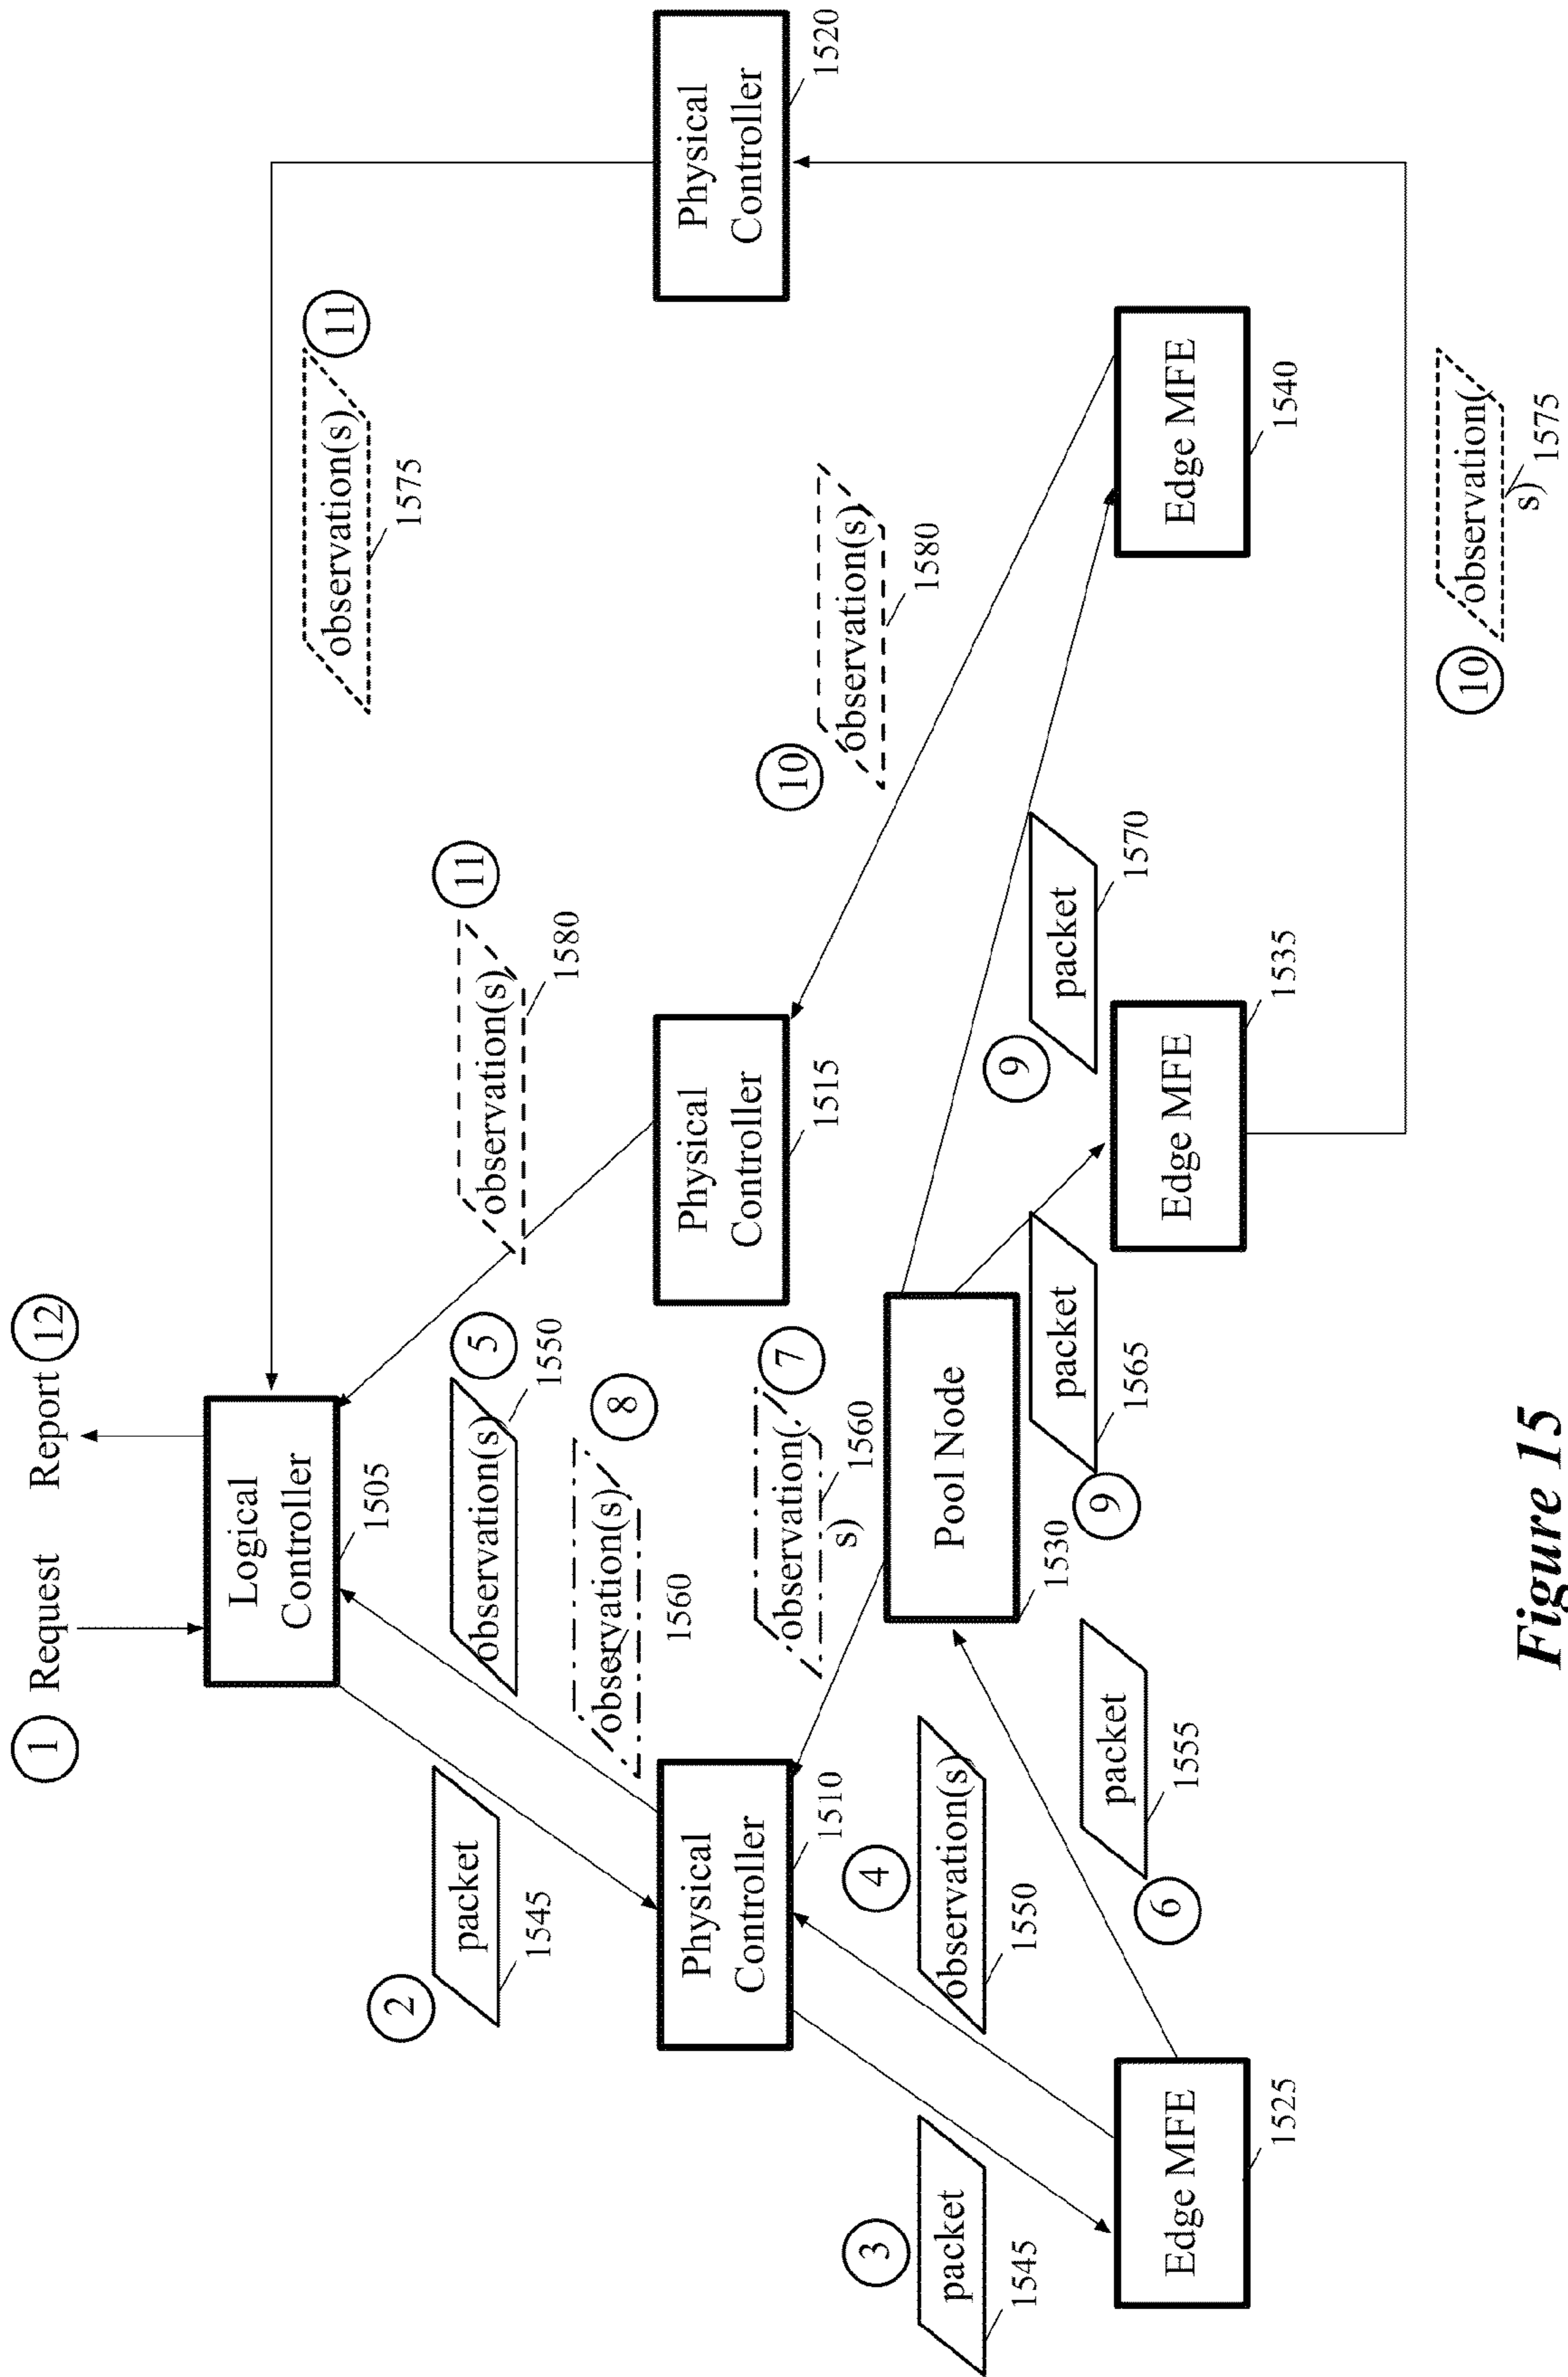 1 Request Report 12
Logical
Controller
1505
2
packet
1545
observation(s)
5
1550
observation(s)
8
1560
observation(s)
11
1580
observation(s)
11
1575
Physical
Controller
1510
Physical
Controller
1515
Physical
Controller
1520
observation(
s)
7
1560
10
observation(s)
1580
3
packet
1545
4
observation(s)
1550
Pool Node
1530
6
packet
1555
9
packet
1565
9
packet
1570
Edge MFE
1525
Edge MFE
1535
Edge MFE
1540
10
observation(
s)
1575
Figure 15